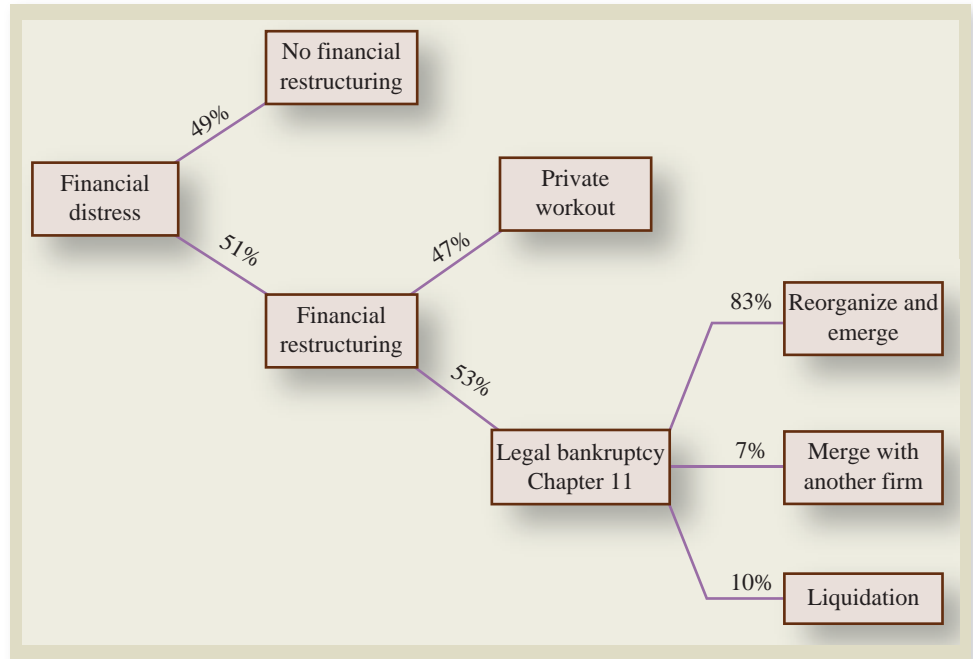 No financial
restructuring
49%
Financial
distress
Private
workout
51%
47%
Financial
restructuring
83%
Reorganize and
emerge
53%
Legal bankruptcy
Chapter 11
7%
Merge with
another firm
10%
Liquidation